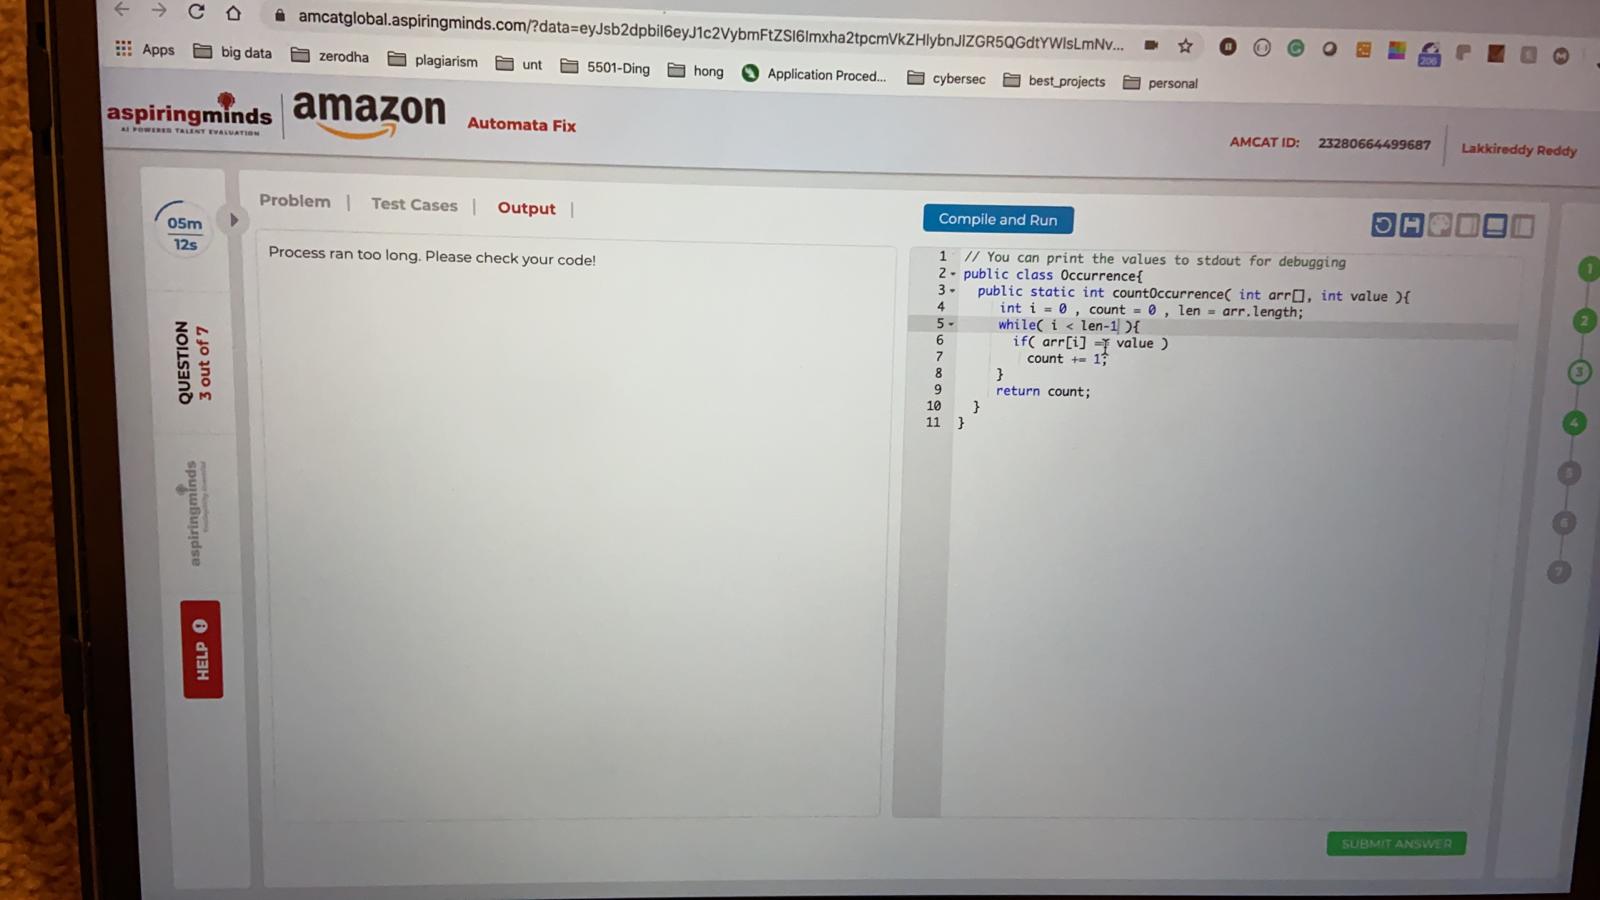 amcatglobal.aspiringminds.com/?data=eyJsb2dpbiI6eyJ1c2VybmFtZSI6Imxha2tpcmVkZHlybnJlZGR5QGdtYWlsLmNv...
Apps big data zerodha plagiarism unt 5501-Ding hong Application Proced... cybersec best_projects personal
206
aspiringminds
AI POWERED TALENT EVALUATION
amazon
Automata Fix
AMCAT ID: 23280664499687
Lakkireddy Reddy
05m
12s
QUESTION
3 out of 7
aspiringminds
HELP
Problem | Test Cases | Output |
Process ran too long. Please check your code!
Compile and Run
1 // You can print the values to stdout for debugging
2 public class Occurrence{
3 public static int countOccurrence( int arr[], int value ){
4 int i = 0 , count = 0 , len = arr.length;
5 while( i < len-1 ){
6 if( arr[i] == value )
7 count += 1;
8 }
9 return count;
10 }
11 }
1
2
3
4
5
6
7
SUBMIT ANSWER